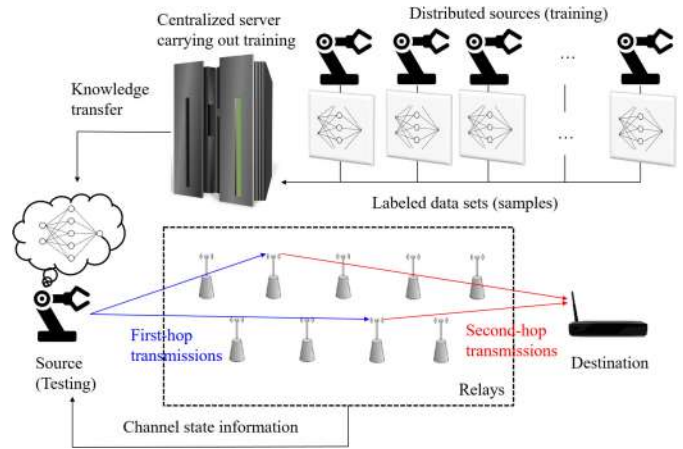 Centralized server
carrying out training
Distributed sources (training)
...
Knowledge
transfer
...
Labeled data sets (samples)
First-hop
transmissions
Second-hop
transmissions
Source
(Testing)
Destination
Relays
Channel state information